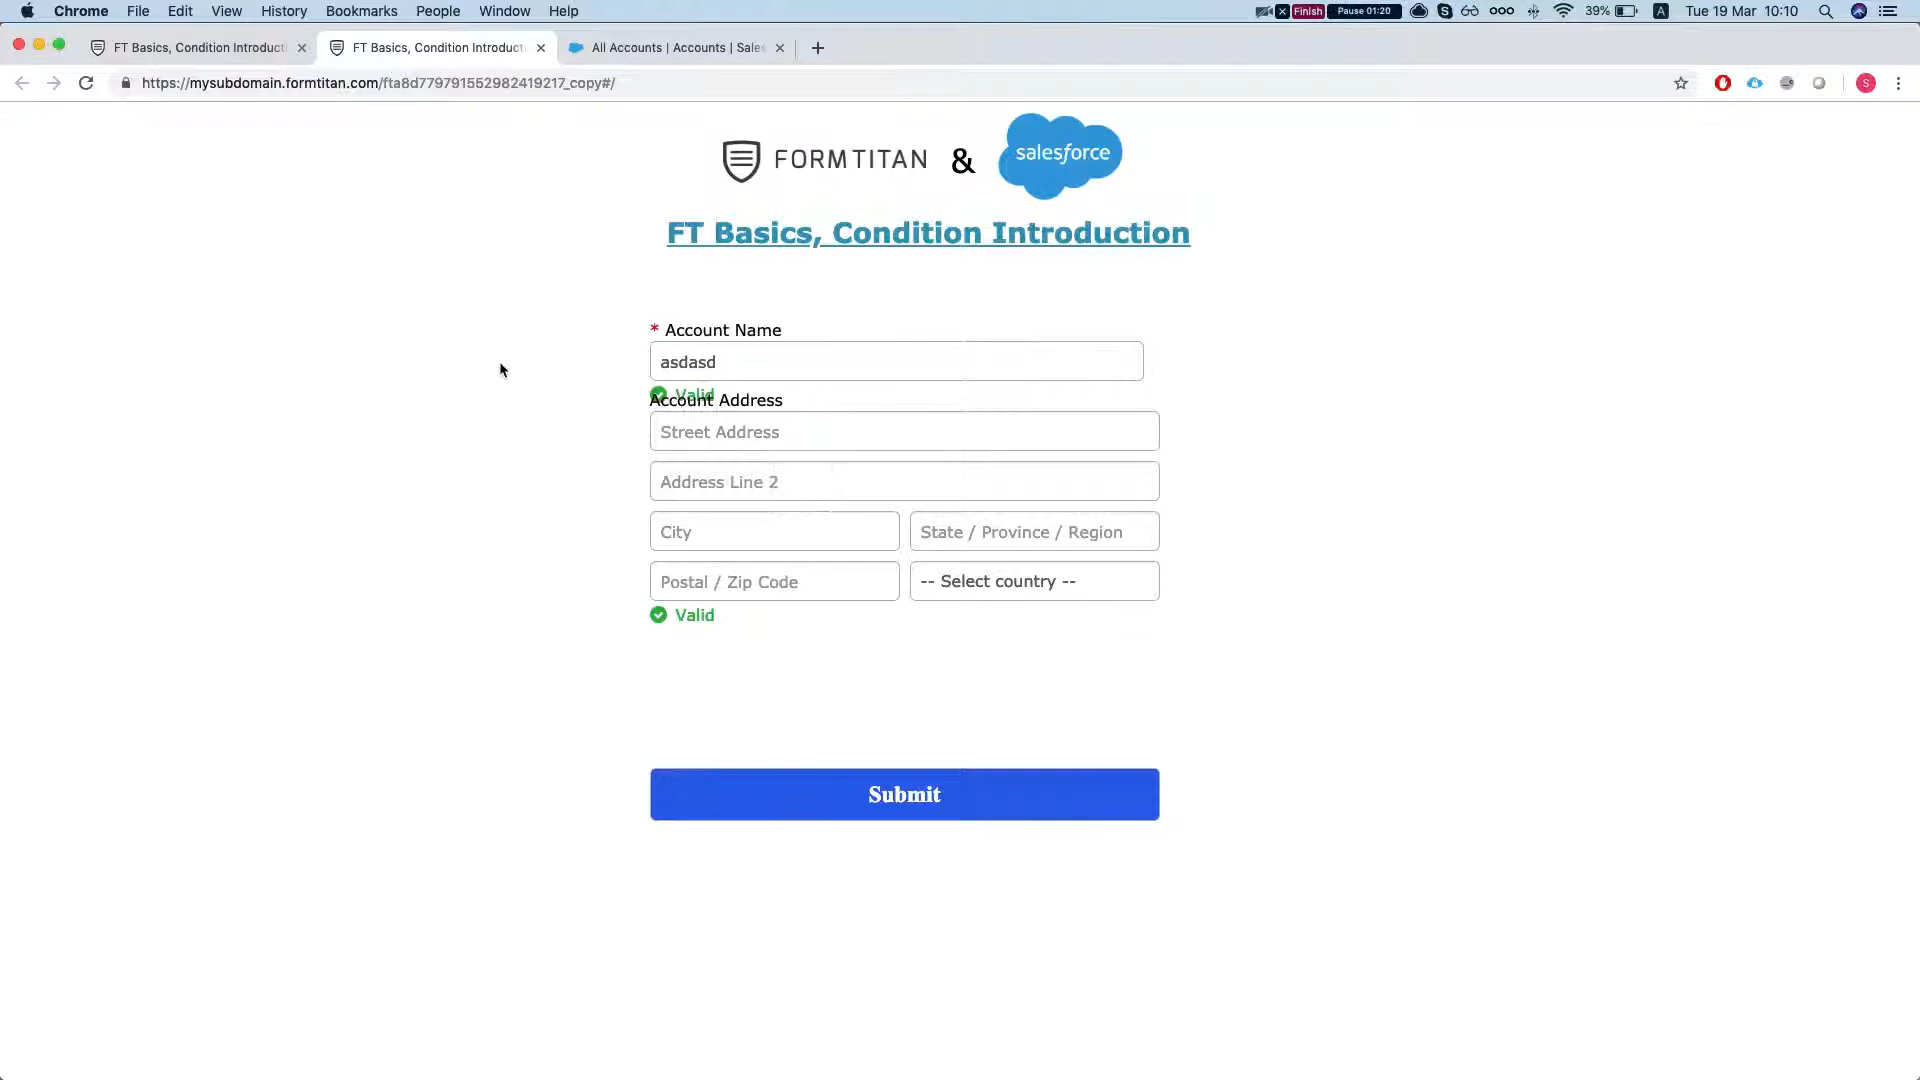 Chrome File Edit View History Bookmarks People Window Help Finish Pause 01:20 39% A Tue 19 Mar 10:10
FT Basics, Condition Introducti FT Basics, Condition Introducti All Accounts | Accounts | Sales
https://mysubdomain.formtitan.com/fta8d779791552982419217_copy#/ S
FORMTITAN & salesforce
FT Basics, Condition Introduction
* Account Name
asdasd
Valid
Account Address
Street Address
Address Line 2
City State / Province / Region
Postal / Zip Code -- Select country --
Valid
Submit